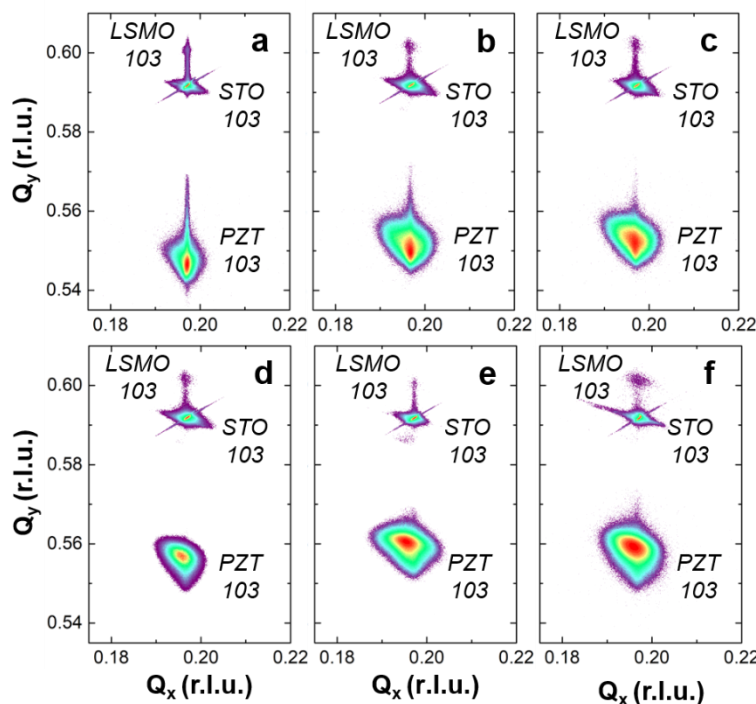 LSMO
103
a
STO
103
PZT
103
LSMO
103
b
STO
103
PZT
103
LSMO
103
c
STO
103
PZT
103
Qy (r.l.u.)
0.60
0.58
0.56
0.54
0.18 0.20 0.22
0.18 0.20 0.22
0.18 0.20 0.22
LSMO
103
d
STO
103
PZT
103
LSMO
103
e
STO
103
PZT
103
LSMO
103
f
STO
103
PZT
103
Qy (r.l.u.)
0.60
0.58
0.56
0.54
0.18 0.20 0.22
0.18 0.20 0.22
0.18 0.20 0.22
Qx (r.l.u.)
Qx (r.l.u.)
Qx (r.l.u.)